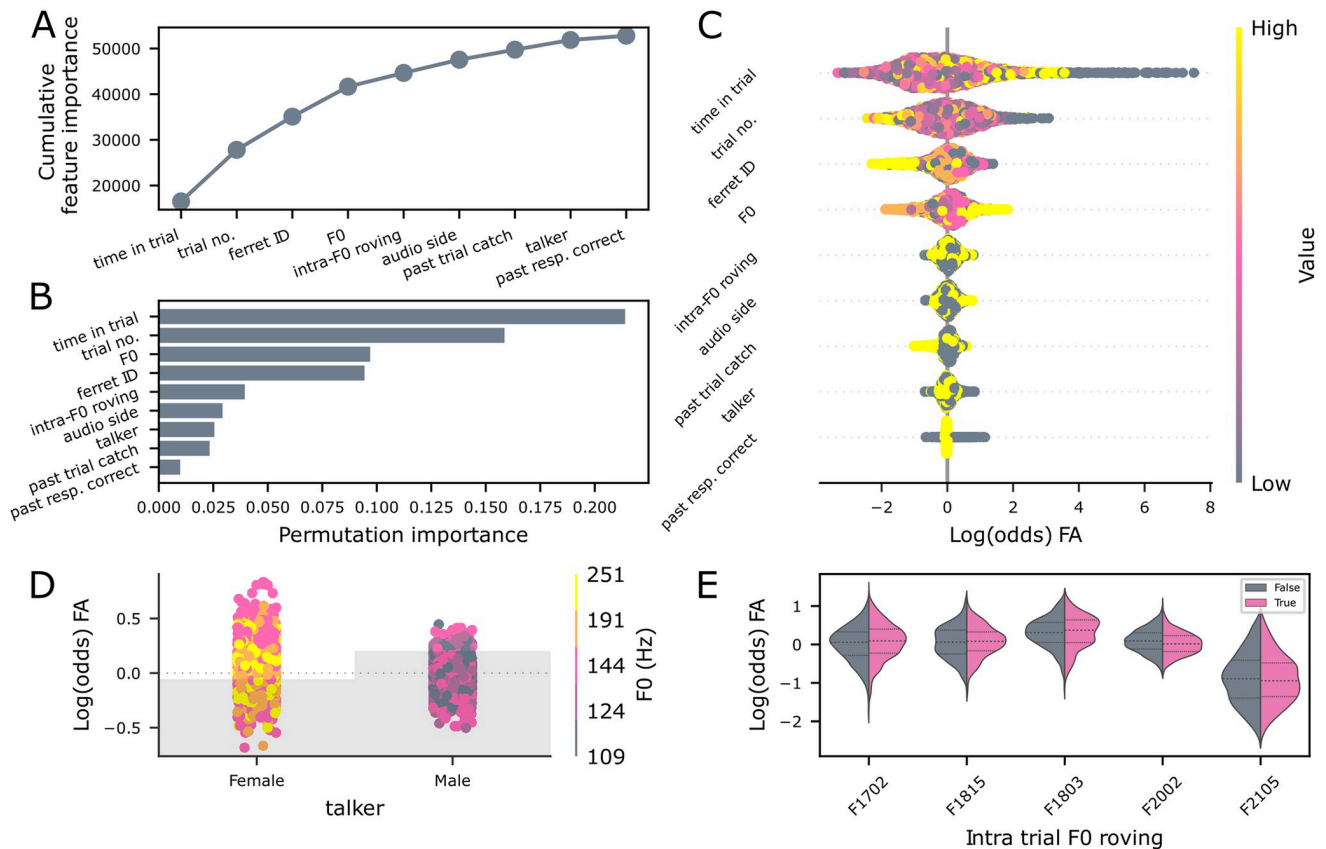 A
Cumulative
feature importance
50000
40000
30000
20000
time in trial
trial no.
ferret ID
F0
intra-F0 roving
audio side
past trial catch
talker
past resp. correct
B
time in trial
trial no.
F0
ferret ID
intra-F0 roving
audio side
talker
past trial catch
past resp. correct
0.000 0.025 0.050 0.075 0.100 0.125 0.150 0.175 0.200
Permutation importance
C
time in trial
trial no.
ferret ID
F0
intra-F0 roving
audio side
past trial catch
talker
past resp. correct
−2 0 2 4 6 8
Log(odds) FA
High
Value
Low
D
Log(odds) FA
0.5
0.0
−0.5
Female Male
talker
251
191
144
124
109
F0 (Hz)
E
Log(odds) FA
1
0
−1
−2
False
True
F1702 F1815 F1803 F2002 F2105
Intra trial F0 roving